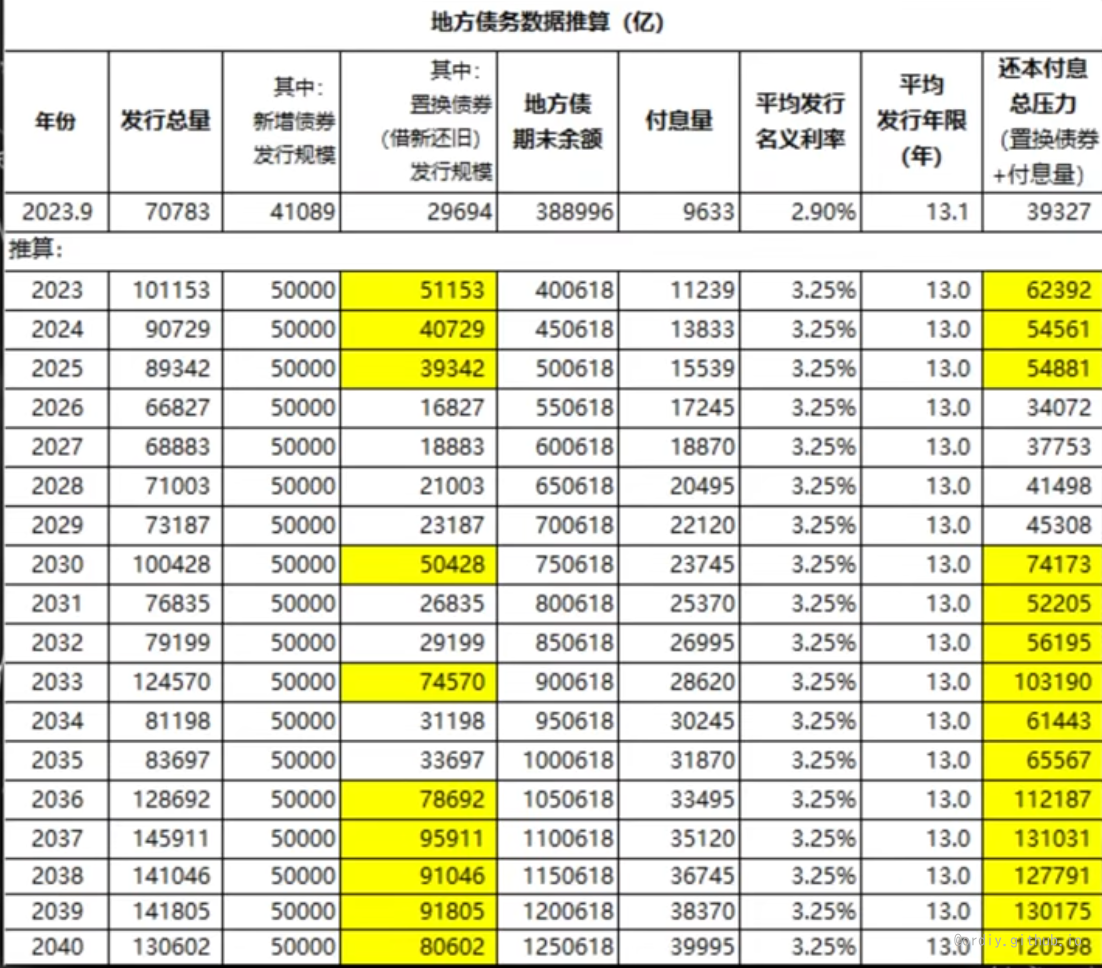 地方债务数据推算（亿）
年份 发行总量 其中：新增债券发行规模 其中：置换债券（借新还旧）发行规模 地方债期末余额 付息量 平均发行名义利率 平均发行年限（年） 还本付息总压力（置换债券+付息量）
2023.9 70783 41089 29694 388996 9633 2.90% 13.1 39327
推算：
2023 101153 50000 51153 400618 11239 3.25% 13.0 62392
2024 90729 50000 40729 450618 13833 3.25% 13.0 54561
2025 89342 50000 39342 500618 15539 3.25% 13.0 54881
2026 66827 50000 16827 550618 17245 3.25% 13.0 34072
2027 68883 50000 18883 600618 18870 3.25% 13.0 37753
2028 71003 50000 21003 650618 20495 3.25% 13.0 41498
2029 73187 50000 23187 700618 22120 3.25% 13.0 45308
2030 100428 50000 50428 750618 23745 3.25% 13.0 74173
2031 76835 50000 26835 800618 25370 3.25% 13.0 52205
2032 79199 50000 29199 850618 26995 3.25% 13.0 56195
2033 124570 50000 74570 900618 28620 3.25% 13.0 103190
2034 81198 50000 31198 950618 30245 3.25% 13.0 61443
2035 83697 50000 33697 1000618 31870 3.25% 13.0 65567
2036 128692 50000 78692 1050618 33495 3.25% 13.0 112187
2037 145911 50000 95911 1100618 35120 3.25% 13.0 131031
2038 141046 50000 91046 1150618 36745 3.25% 13.0 127791
2039 141805 50000 91805 1200618 38370 3.25% 13.0 130175
2040 130602 50000 80602 1250618 39995 3.25% 13.0 120598